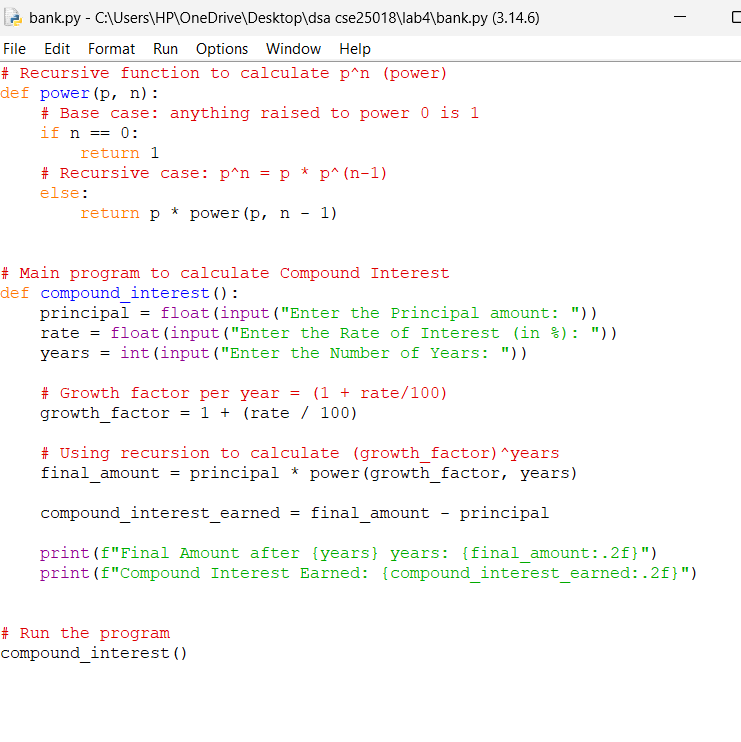 bank.py - C:\Users\HP\OneDrive\Desktop\dsa cse25018\lab4\bank.py (3.14.6)
File Edit Format Run Options Window Help
# Recursive function to calculate p^n (power)
def power(p, n):
    # Base case: anything raised to power 0 is 1
    if n == 0:
        return 1
    # Recursive case: p^n = p * p^(n-1)
    else:
        return p * power(p, n - 1)
# Main program to calculate Compound Interest
def compound_interest():
    principal = float(input("Enter the Principal amount: "))
    rate = float(input("Enter the Rate of Interest (in %): "))
    years = int(input("Enter the Number of Years: "))
    # Growth factor per year = (1 + rate/100)
    growth_factor = 1 + (rate / 100)
    # Using recursion to calculate (growth_factor)^years
    final_amount = principal * power(growth_factor, years)
    compound_interest_earned = final_amount - principal
    print(f"Final Amount after {years} years: {final_amount:.2f}")
    print(f"Compound Interest Earned: {compound_interest_earned:.2f}")
# Run the program
compound_interest()